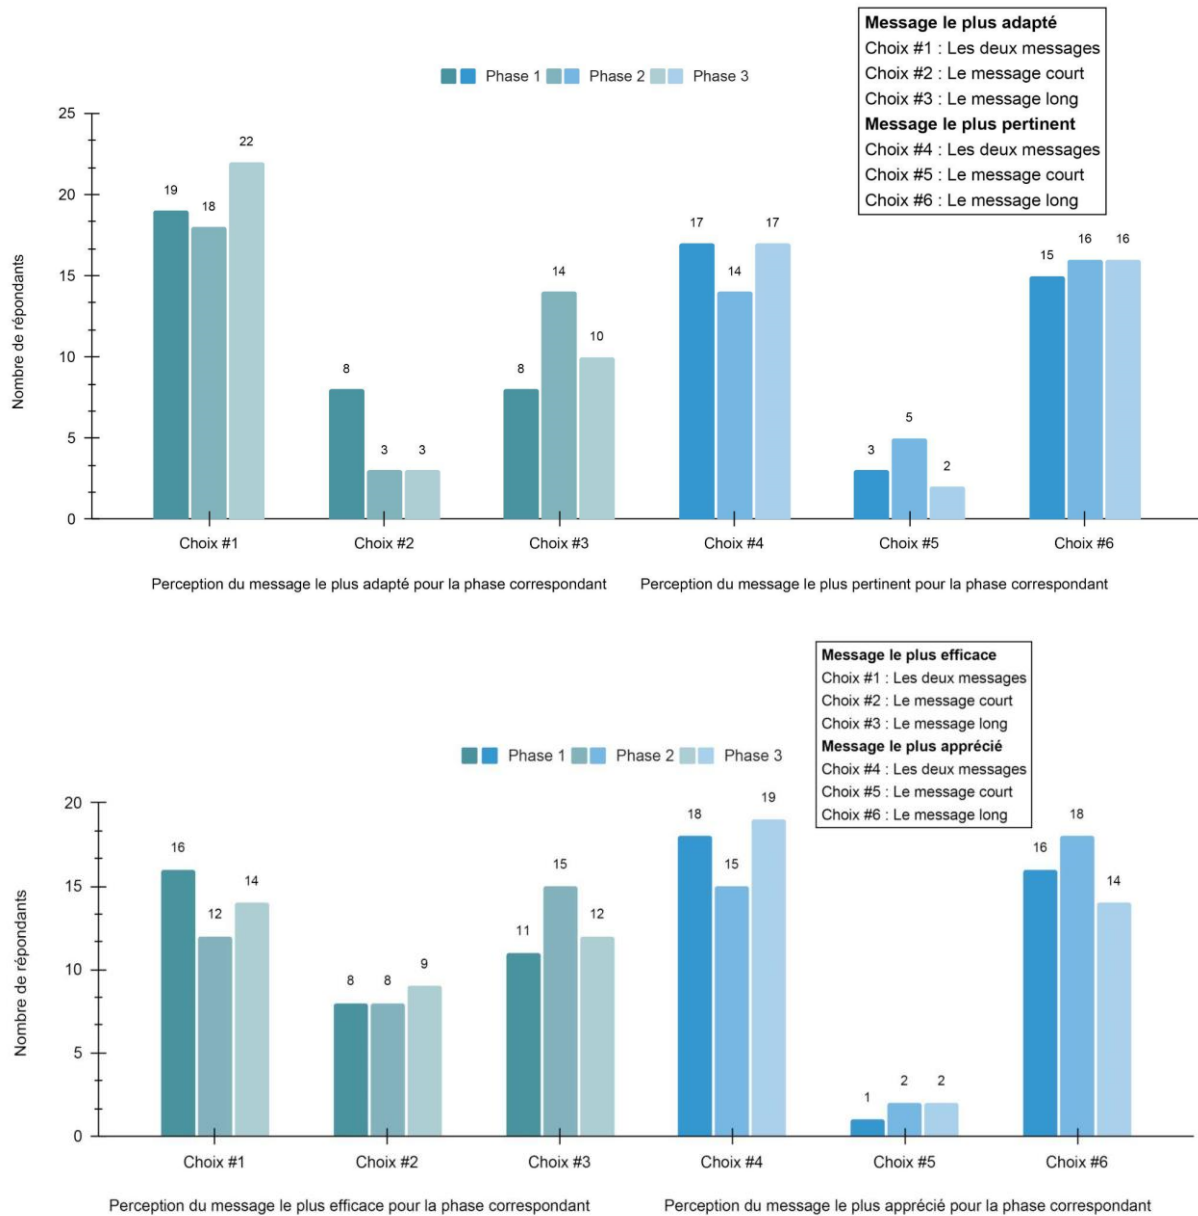 Message le plus adapté
Choix #1 : Les deux messages
Choix #2 : Le message court
Choix #3 : Le message long
Message le plus pertinent
Choix #4 : Les deux messages
Choix #5 : Le message court
Choix #6 : Le message long
Phase 1 Phase 2 Phase 3
Nombre de répondants
25
20
15
10
5
0
19 18 22
8 3 3
8 14 10
17 14 17
3 5 2
15 16 16
Choix #1 Choix #2 Choix #3 Choix #4 Choix #5 Choix #6
Perception du message le plus adapté pour la phase correspondant
Perception du message le plus pertinent pour la phase correspondant
Message le plus efficace
Choix #1 : Les deux messages
Choix #2 : Le message court
Choix #3 : Le message long
Message le plus apprécié
Choix #4 : Les deux messages
Choix #5 : Le message court
Choix #6 : Le message long
Phase 1 Phase 2 Phase 3
Nombre de répondants
20
15
10
5
0
16 12 14
8 8 9
11 15 12
18 15 19
1 2 2
16 18 14
Choix #1 Choix #2 Choix #3 Choix #4 Choix #5 Choix #6
Perception du message le plus efficace pour la phase correspondant
Perception du message le plus apprécié pour la phase correspondant